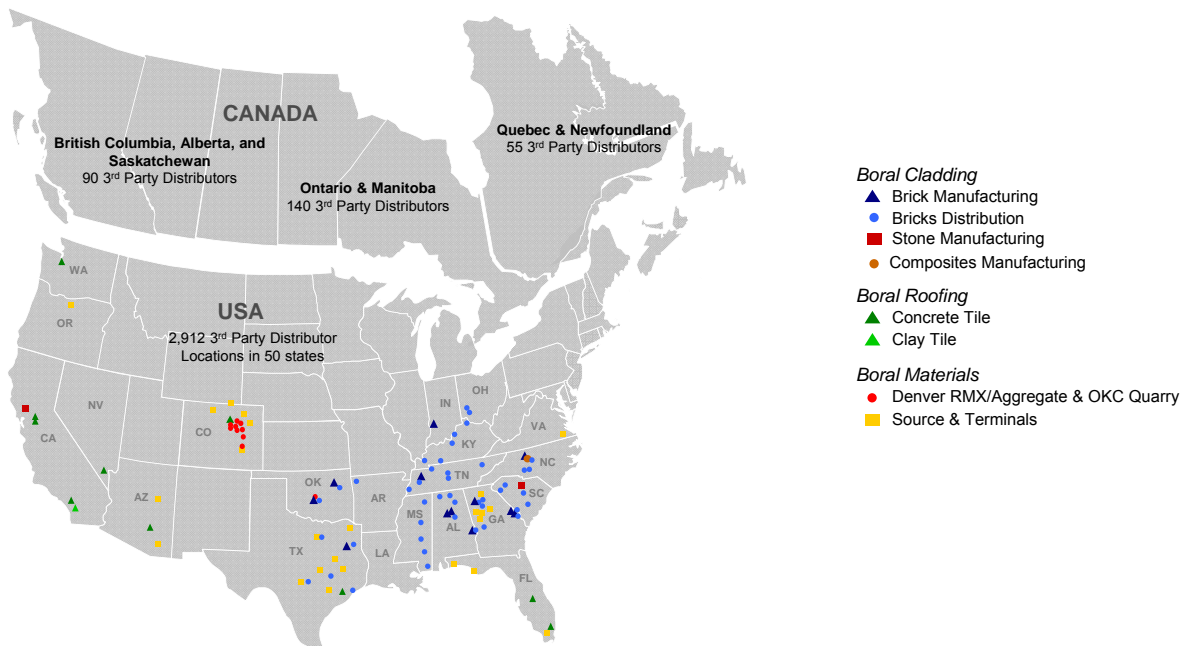 CANADA
British Columbia, Alberta, and
Saskatchewan
90 3rd Party Distributors
Ontario & Manitoba
140 3rd Party Distributors
Quebec & Newfoundland
55 3rd Party Distributors
USA
2,912 3rd Party Distributor
Locations in 50 states
WA
OR
NV
CA
AZ
CO
OK
TX
AR
LA
MS
AL
GA
FL
SC
NC
TN
KY
VA
IN
OH
Boral Cladding
Brick Manufacturing
Bricks Distribution
Stone Manufacturing
Composites Manufacturing
Boral Roofing
Concrete Tile
Clay Tile
Boral Materials
Denver RMX/Aggregate & OKC Quarry
Source & Terminals